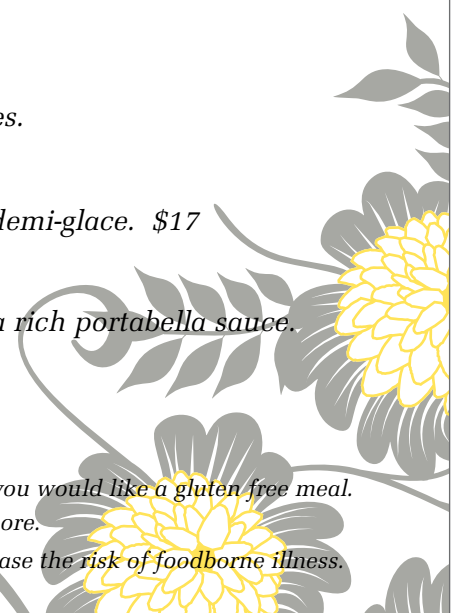 es.
demi-glace. $17
a rich portabella sauce.
you would like a gluten free meal.
ore.
ase the risk of foodborne illness.